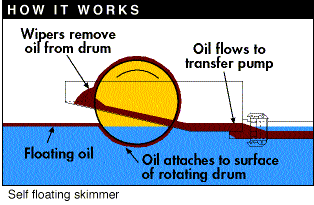 HOW IT WORKS
Wipers remove
oil from drum
Oil flows to
transfer pump
Floating oil
Oil attaches to surface
of rotating drum
Self floating skimmer